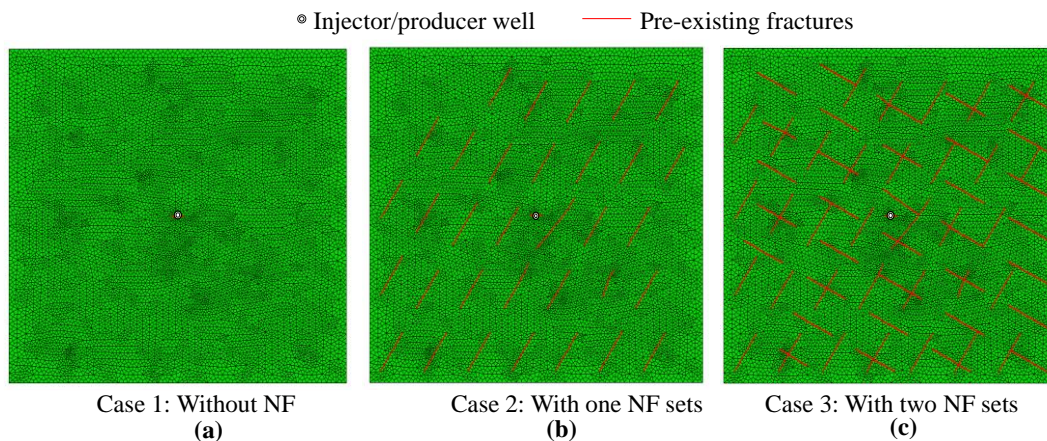 Injector/producer well Pre-existing fractures
Case 1: Without NF Case 2: With one NF sets Case 3: With two NF sets
(a) (b) (c)